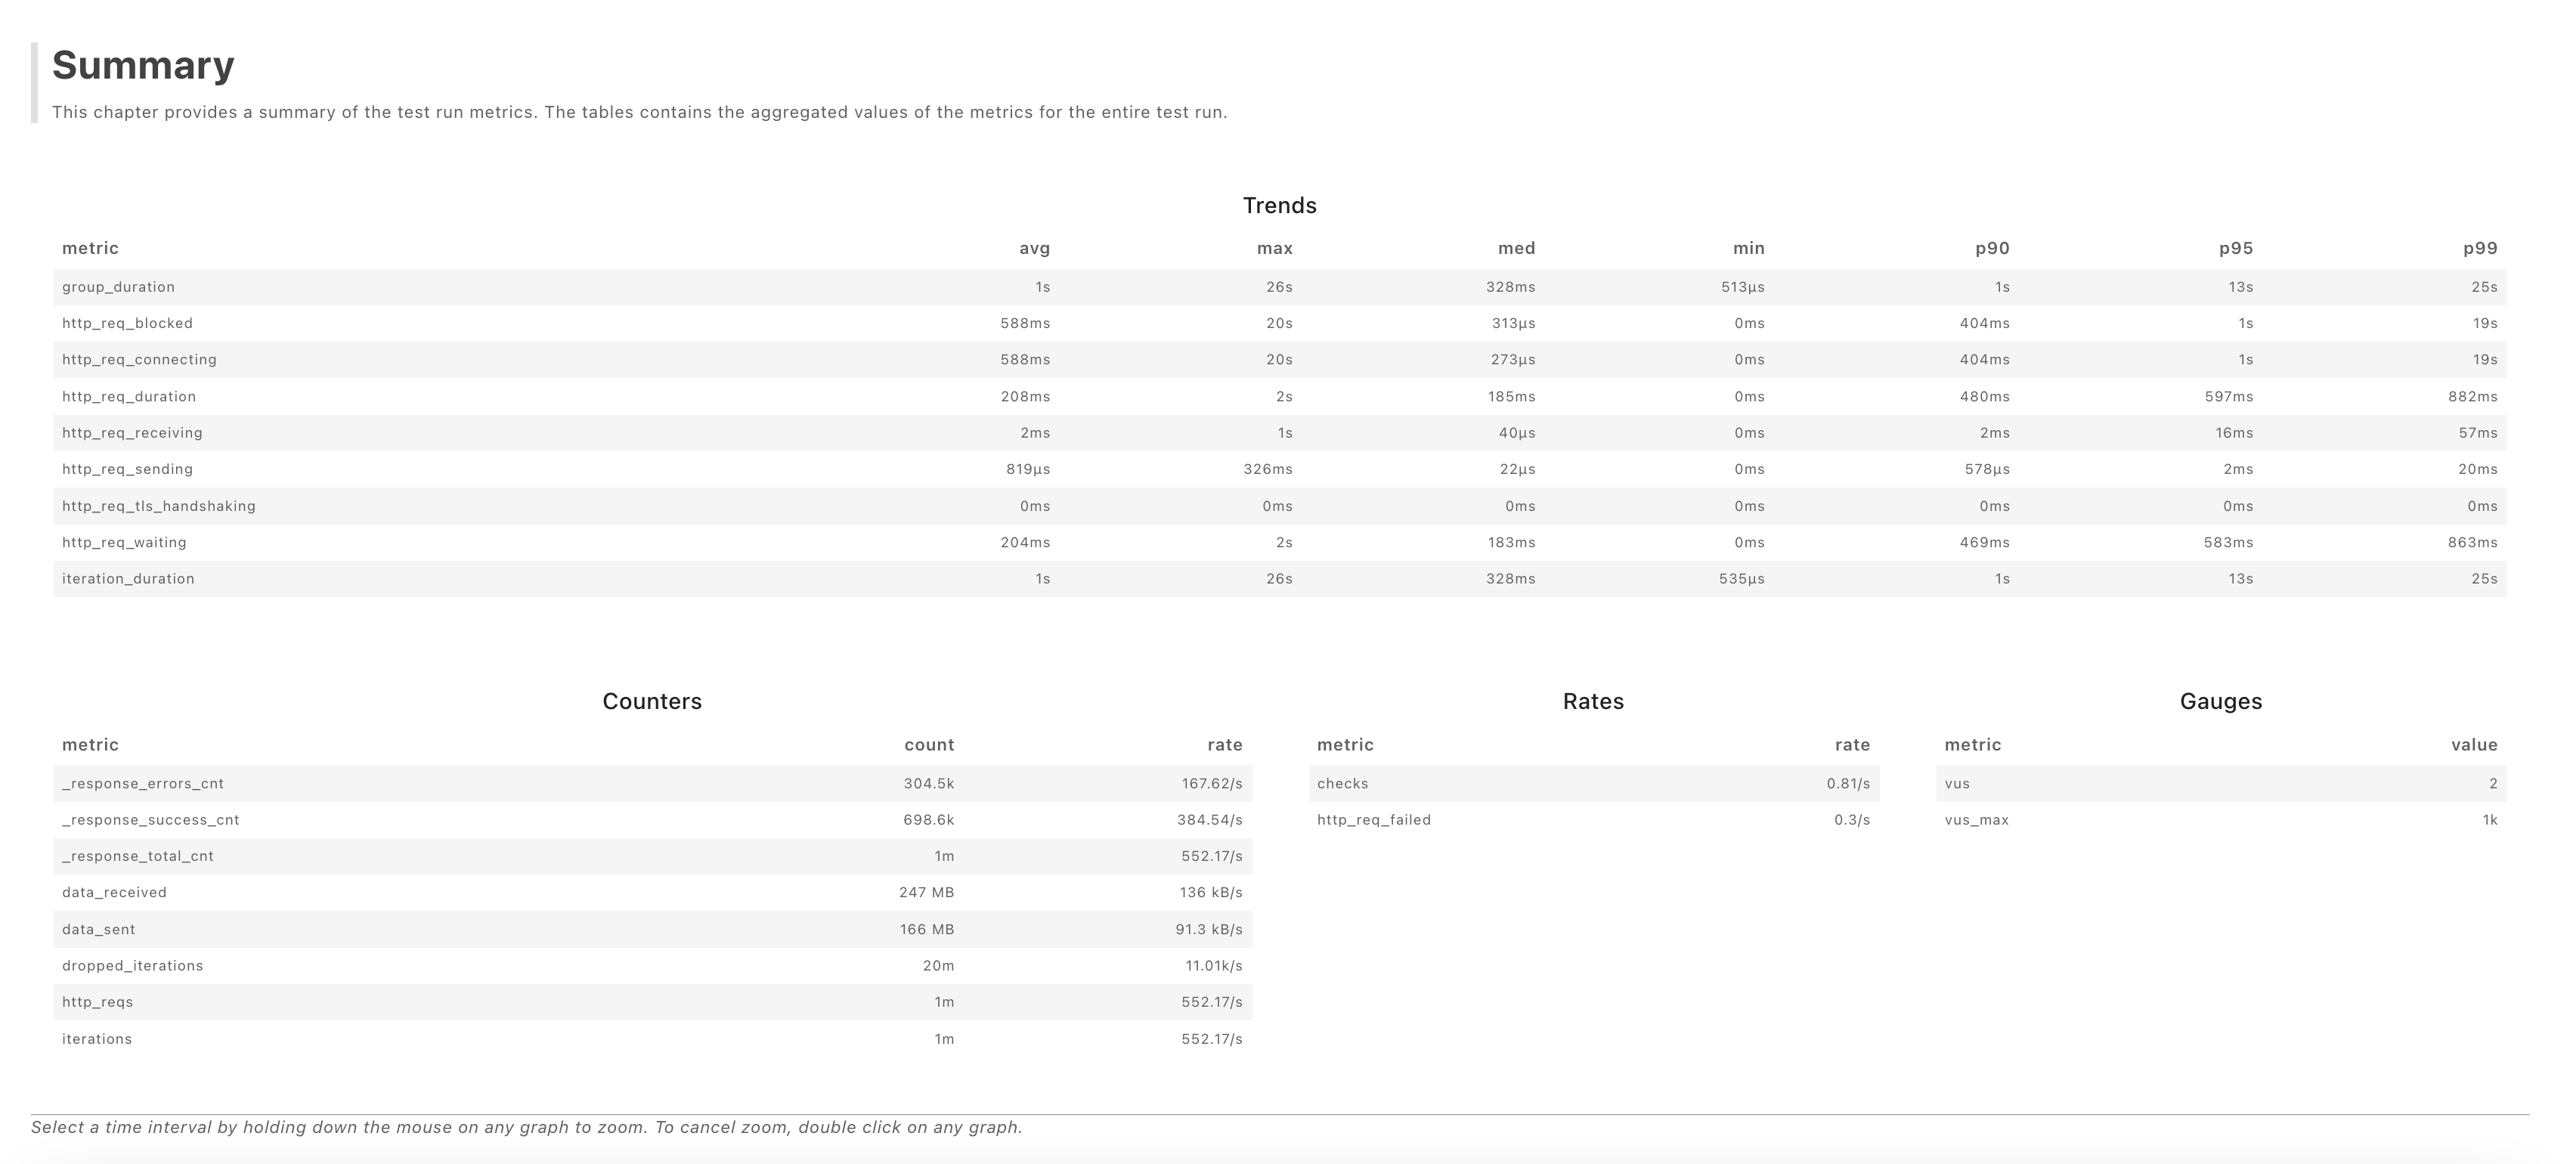 Summary
This chapter provides a summary of the test run metrics. The tables contains the aggregated values of the metrics for the entire test run.
Trends
metric avg max med min p90 p95 p99
group_duration 1s 26s 328ms 513µs 1s 13s 25s
http_req_blocked 588ms 20s 313µs 0ms 404ms 1s 19s
http_req_connecting 588ms 20s 273µs 0ms 404ms 1s 19s
http_req_duration 208ms 2s 185ms 0ms 480ms 597ms 882ms
http_req_receiving 2ms 1s 40µs 0ms 2ms 16ms 57ms
http_req_sending 819µs 326ms 22µs 0ms 578µs 2ms 20ms
http_req_tls_handshaking 0ms 0ms 0ms 0ms 0ms 0ms 0ms
http_req_waiting 204ms 2s 183ms 0ms 469ms 583ms 863ms
iteration_duration 1s 26s 328ms 535µs 1s 13s 25s
Counters
metric count rate
_response_errors_cnt 304.5k 167.62/s
_response_success_cnt 698.6k 384.54/s
_response_total_cnt 1m 552.17/s
data_received 247 MB 136 kB/s
data_sent 166 MB 91.3 kB/s
dropped_iterations 20m 11.01k/s
http_reqs 1m 552.17/s
iterations 1m 552.17/s
Rates
metric rate
checks 0.81/s
http_req_failed 0.3/s
Gauges
metric value
vus 2
vus_max 1k
Select a time interval by holding down the mouse on any graph to zoom. To cancel zoom, double click on any graph.